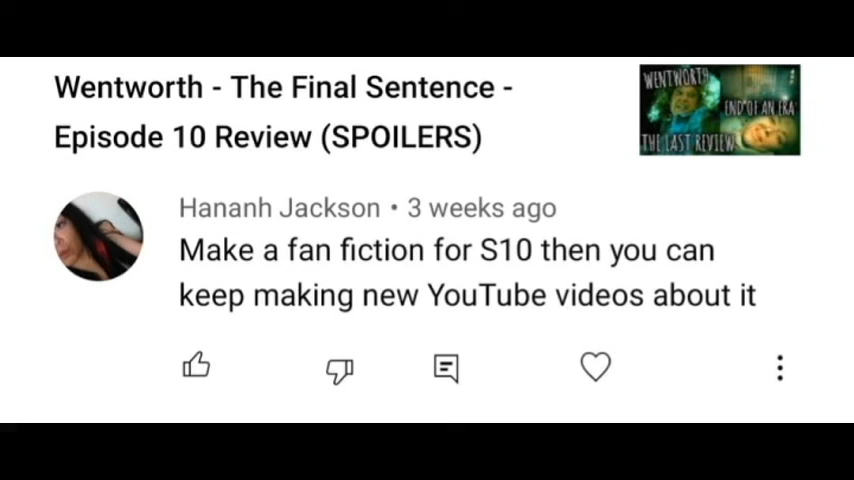 Wentworth - The Final Sentence -
Episode 10 Review (SPOILERS)
WENTWORTH
END OF AN ERA
THE LAST REVIEW
Hananh Jackson • 3 weeks ago
Make a fan fiction for S10 then you can
keep making new YouTube videos about it